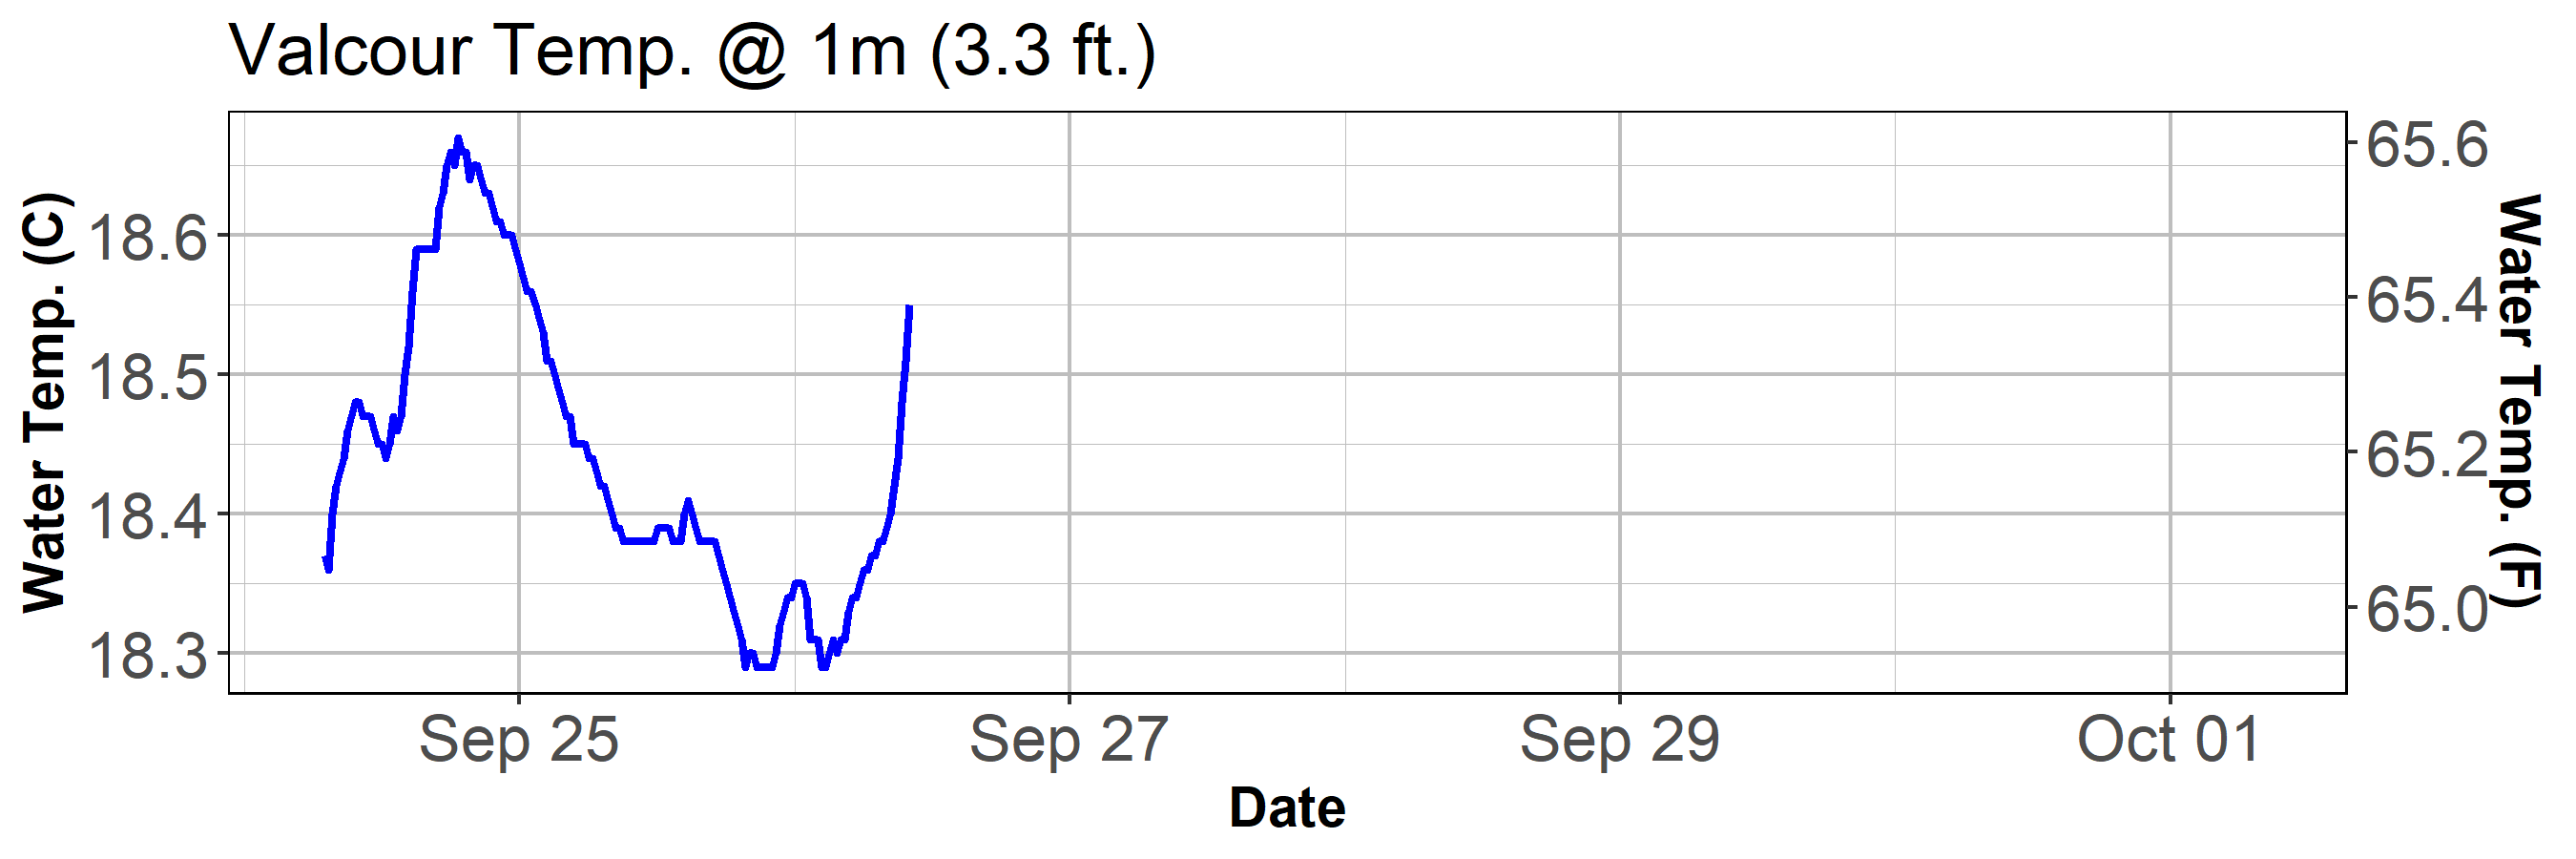 Valcour Temp. @ 1m (3.3 ft.)
Water Temp. (C)
18.6
18.5
18.4
18.3
65.6
65.4
65.2
65.0
Water Temp. (F)
Sep 25 Sep 27 Sep 29 Oct 01
Date